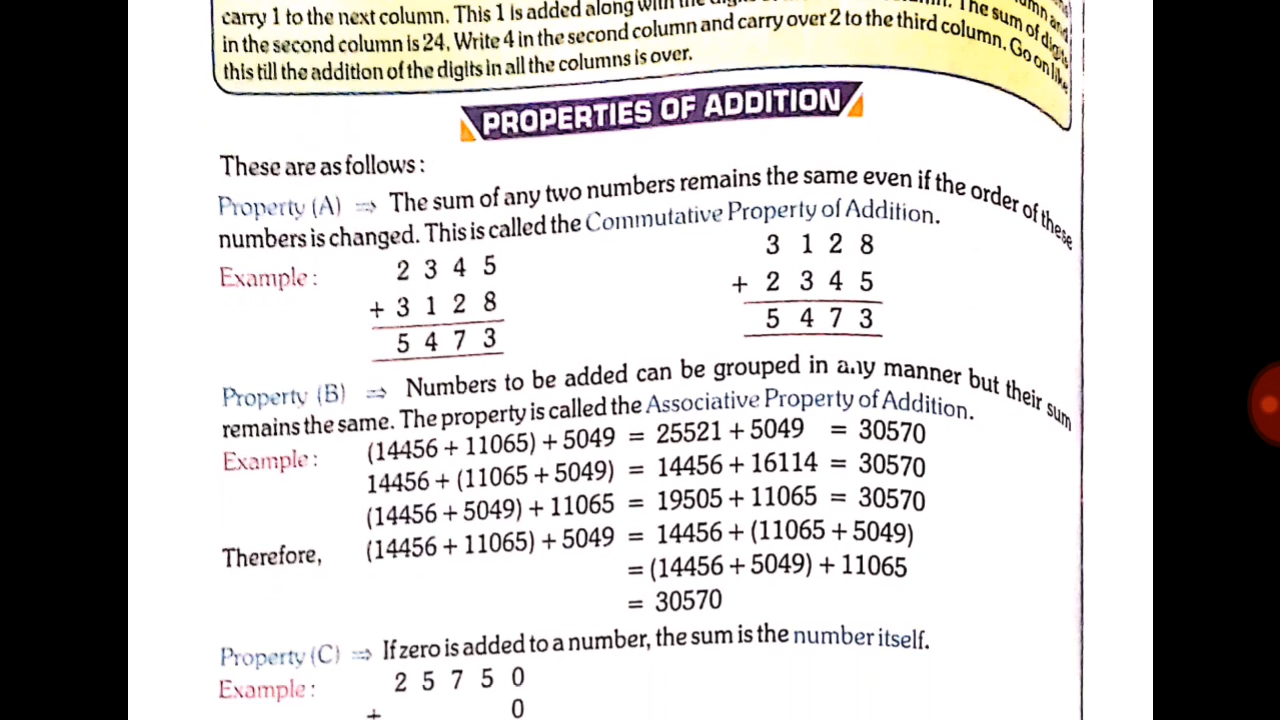 carry 1 to the next column. This 1 is added along with the
in the second column is 24. Write 4 in the second column and carry over 2 to the third column. The sum of digits
this till the addition of the digits in all the columns is over. Go on like
PROPERTIES OF ADDITION
These are as follows :
Property (A) ⇒ The sum of any two numbers remains the same even if the order of these
numbers is changed. This is called the Commutative Property of Addition.
Example : 2 3 4 5
+ 3 1 2 8
5 4 7 3
3 1 2 8
+ 2 3 4 5
5 4 7 3
Property (B) ⇒ Numbers to be added can be grouped in any manner but their sum
remains the same. The property is called the Associative Property of Addition.
Example : (14456 + 11065) + 5049 = 25521 + 5049 = 30570
14456 + (11065 + 5049) = 14456 + 16114 = 30570
(14456 + 5049) + 11065 = 19505 + 11065 = 30570
Therefore, (14456 + 11065) + 5049 = 14456 + (11065 + 5049)
= (14456 + 5049) + 11065
= 30570
Property (C) ⇒ If zero is added to a number, the sum is the number itself.
Example : 2 5 7 5 0
+ 0